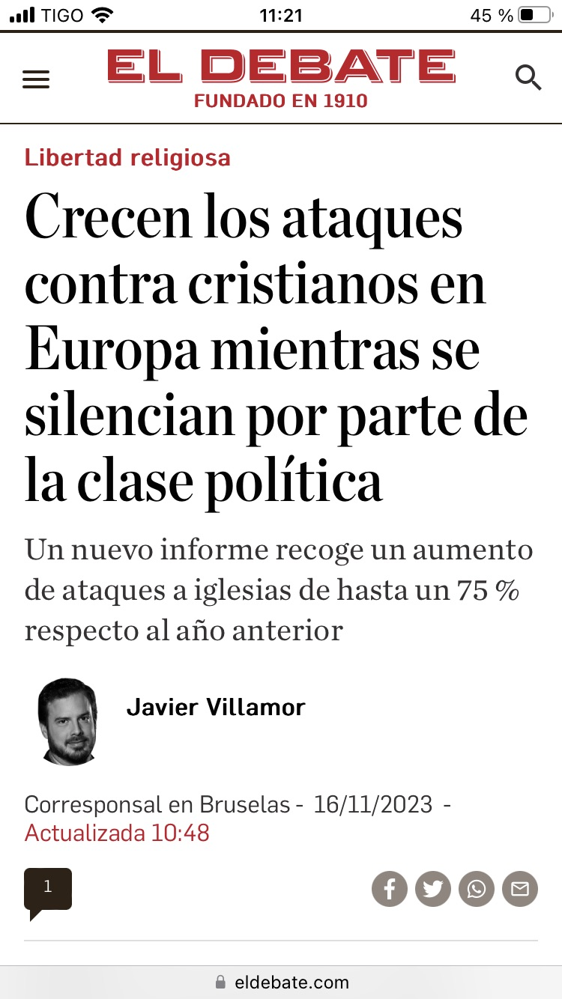 TIGO 11:21 45 %
EL DEBATE
FUNDADO EN 1910
Libertad religiosa
Crecen los ataques
contra cristianos en
Europa mientras se
silencian por parte de
la clase política
Un nuevo informe recoge un aumento
de ataques a iglesias de hasta un 75 %
respecto al año anterior
Javier Villamor
Corresponsal en Bruselas - 16/11/2023 -
Actualizada 10:48
1
eldebate.com